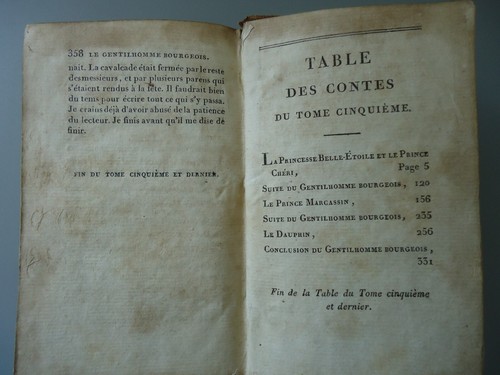 358 LE GENTILHOMME BOURGEOIS.
nait. La cavalcade était fermée par le reste
des messieurs, et par plusieurs parens qui
s'étaient rendus à la fête. Il faudrait bien
du tems pour écrire tout ce qui s'y passa.
Je crains déjà d'avoir abusé de la patience
du lecteur. Je finis avant qu'il me dise de
finir.
FIN DU TOME CINQUIÈME ET DERNIER.
TABLE
DES CONTES
DU TOME CINQUIÈME.
LA PRINCESSE BELLE-ÉTOILE ET LE PRINCE
CHÉRI, Page 5
SUITE DU GENTILHOMME BOURGEOIS, 120
LE PRINCE MARCASSIN, 156
SUITE DU GENTILHOMME BOURGEOIS, 235
LE DAUPHIN, 256
CONCLUSION DU GENTILHOMME BOURGEOIS,
331
Fin de la Table du Tome cinquième
et dernier.